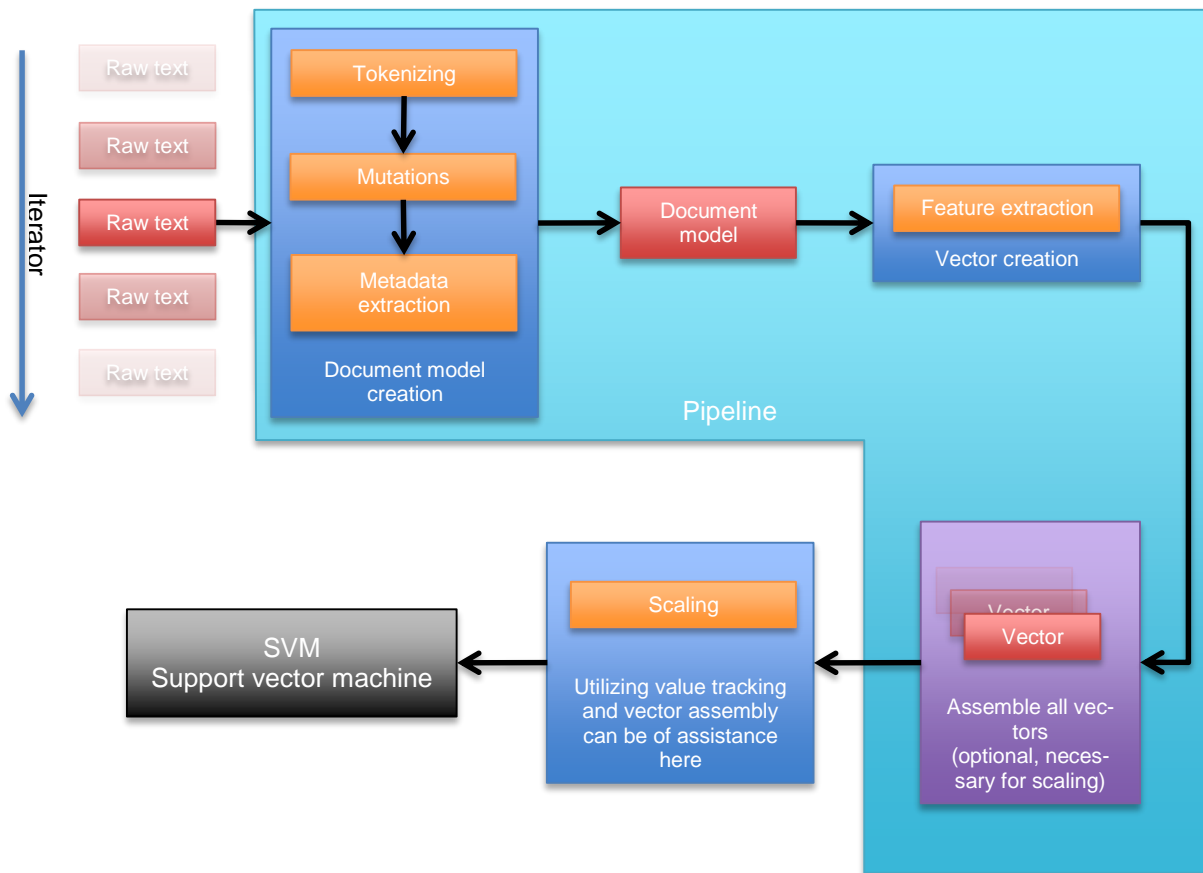 Iterator
Raw text
Raw text
Raw text
Raw text
Raw text
Tokenizing
Mutations
Metadata
extraction
Document model
creation
Document
model
Feature extraction
Vector creation
Pipeline
Vector
Vector
Assemble all vec-
tors
(optional, neces-
sary for scaling)
Scaling
Utilizing value tracking
and vector assembly
can be of assistance
here
SVM
Support vector machine